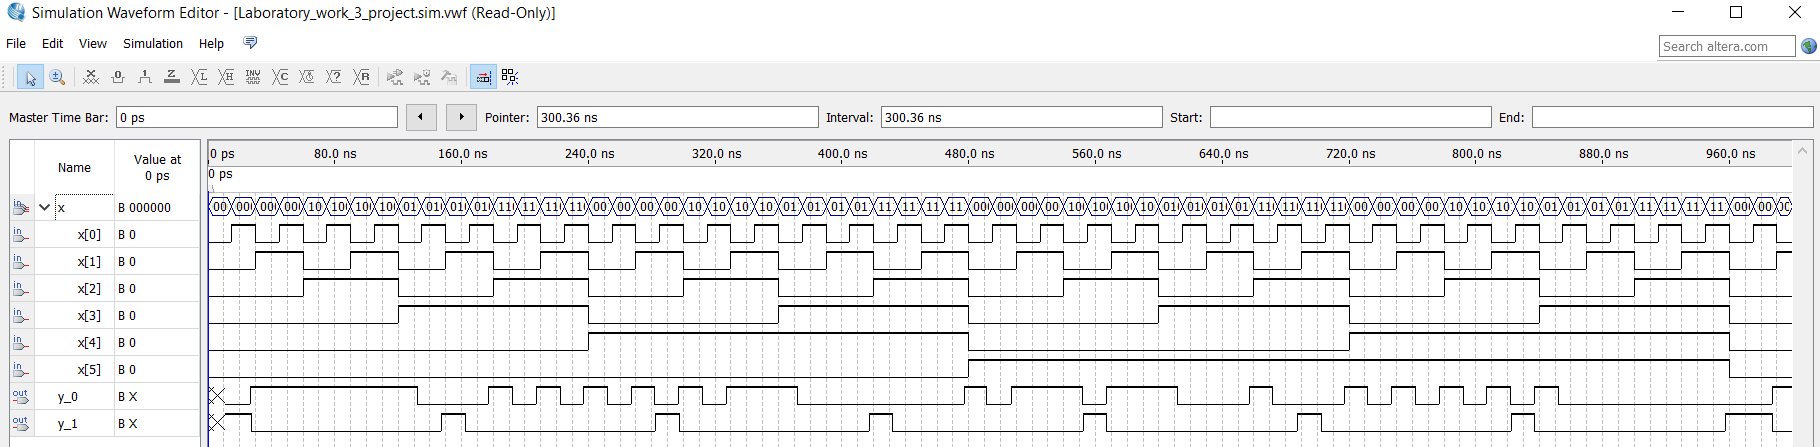 Simulation Waveform Editor - [Laboratory_work_3_project.sim.vwf (Read-Only)]
File Edit View Simulation Help
Search altera.com
Master Time Bar: 0 ps Pointer: 300.36 ns Interval: 300.36 ns Start: End:
Name Value at 0 ps
0 ps 80.0 ns 160.0 ns 240.0 ns 320.0 ns 400.0 ns 480.0 ns 560.0 ns 640.0 ns 720.0 ns 800.0 ns 880.0 ns 960.0 ns
0 ps
x B 000000
x[0] B 0
x[1] B 0
x[2] B 0
x[3] B 0
x[4] B 0
x[5] B 0
y_0 B X
y_1 B X